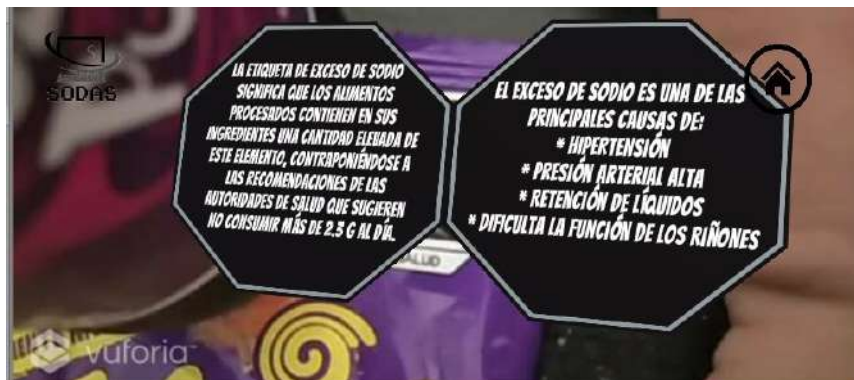 SODAS
LA ETIQUETA DE EXCESO DE SODIO
SIGNIFICA QUE LOS ALIMENTOS
PROCESADOS CONTIENEN EN SUS
INGREDIENTES UNA CANTIDAD ELEVADA DE
ESTE ELEMENTO, CONTRAPONIÉNDOSE A
LAS RECOMENDACIONES DE LAS
AUTORIDADES DE SALUD QUE SUGIEREN
NO CONSUMIR MÁS DE 2.3 G AL DÍA.
EL EXCESO DE SODIO ES UNA DE LAS
PRINCIPALES CAUSAS DE:
* HIPERTENSIÓN
* PRESIÓN ARTERIAL ALTA
* RETENCIÓN DE LÍQUIDOS
* DIFICULTA LA FUNCIÓN DE LOS RIÑONES
SALUD
vuforia